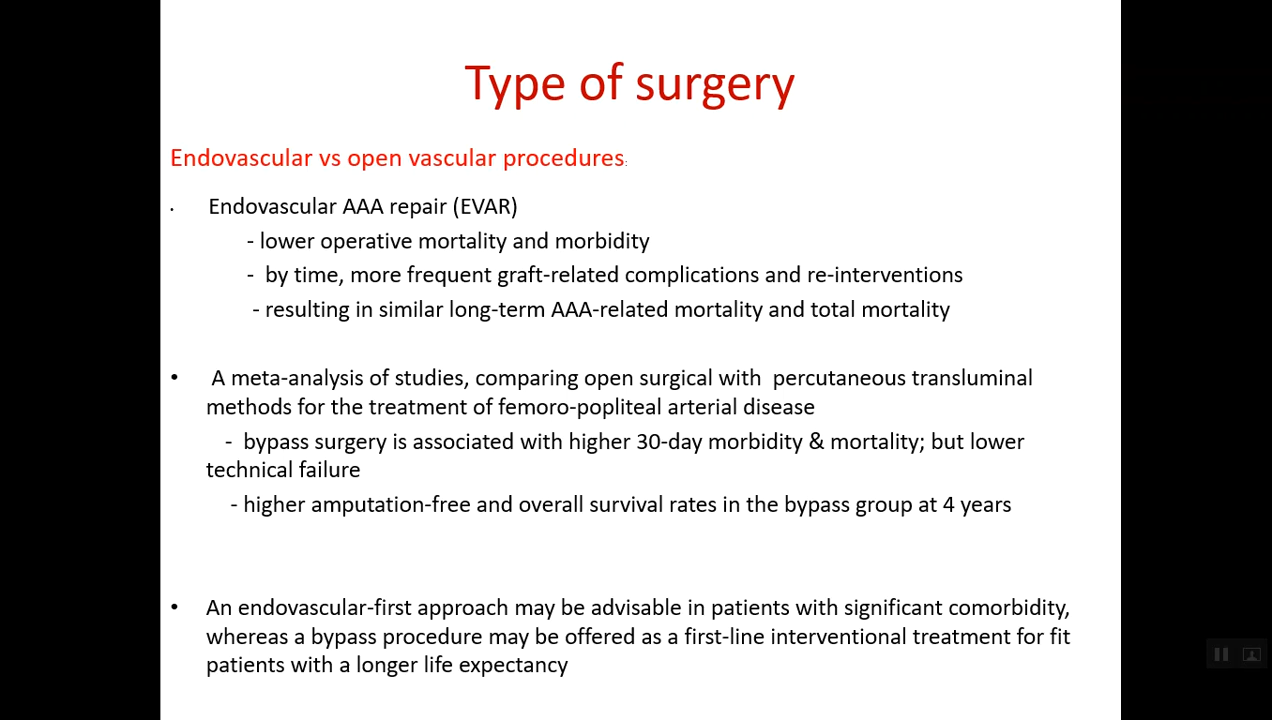 Type of surgery
Endovascular vs open vascular procedures:
• Endovascular AAA repair (EVAR)
- lower operative mortality and morbidity
- by time, more frequent graft-related complications and re-interventions
- resulting in similar long-term AAA-related mortality and total mortality
• A meta-analysis of studies, comparing open surgical with percutaneous transluminal
methods for the treatment of femoro-popliteal arterial disease
- bypass surgery is associated with higher 30-day morbidity & mortality; but lower
technical failure
- higher amputation-free and overall survival rates in the bypass group at 4 years
• An endovascular-first approach may be advisable in patients with significant comorbidity,
whereas a bypass procedure may be offered as a first-line interventional treatment for fit
patients with a longer life expectancy